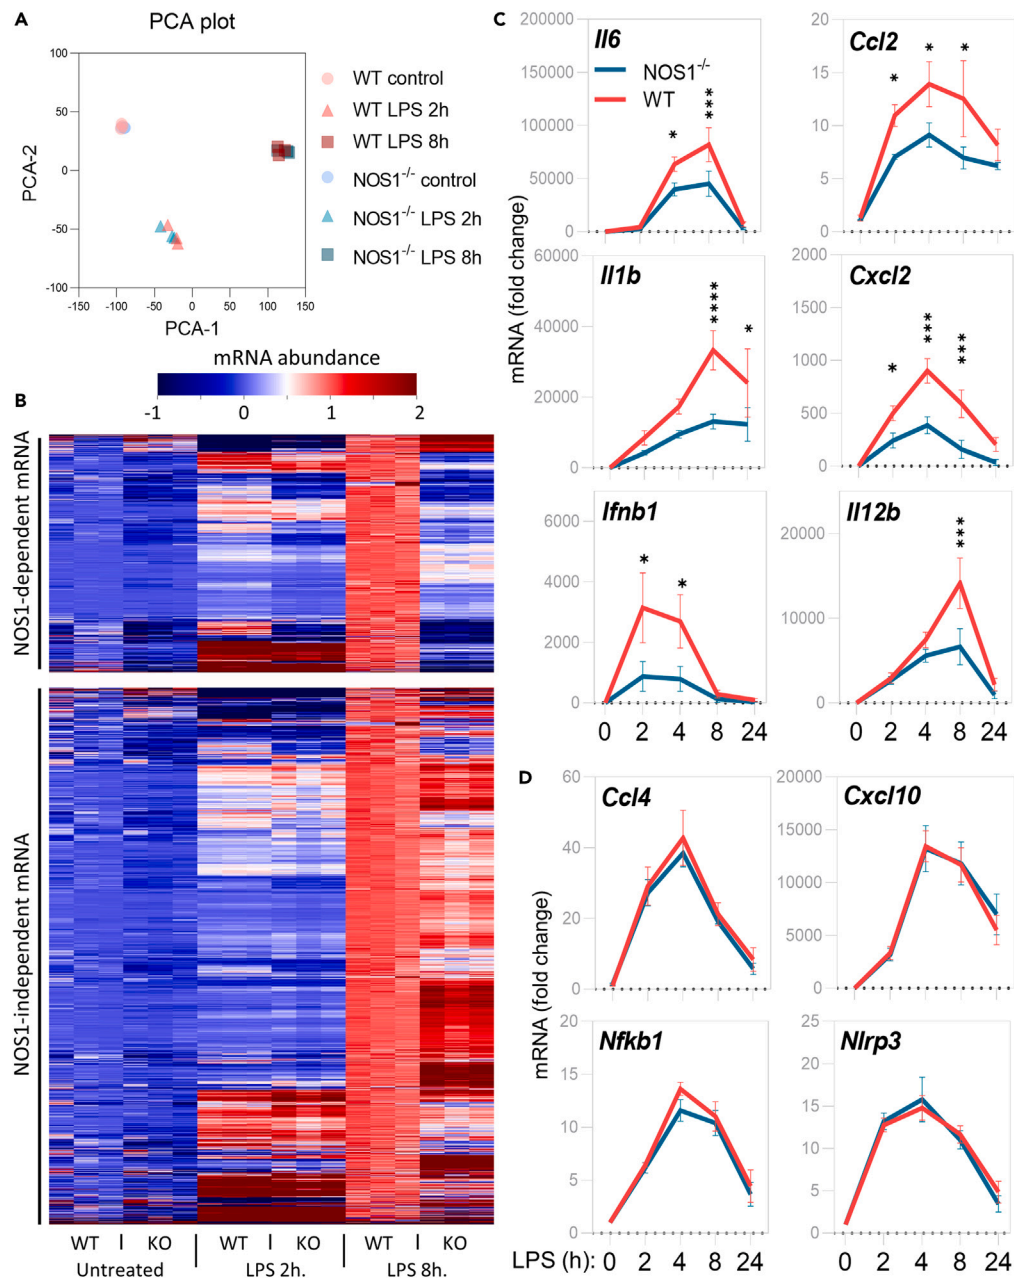 A
PCA plot
100
50
0
-50
-100
PCA-2
-150
-100
-50
0
50
100
150
PCA-1
WT control
WT LPS 2h
WT LPS 8h
NOS1-/- control
NOS1-/- LPS 2h
NOS1-/- LPS 8h
B
mRNA abundance
-1
0
1
2
NOS1-dependent mRNA
NOS1-independent mRNA
WT | KO | WT | KO | WT | KO
Untreated
LPS 2h.
LPS 8h.
C
mRNA (fold change)
Il6
NOS1-/-
WT
200000
150000
100000
50000
0
*
***
Ccl2
20
15
10
5
0
*
*
*
Il1b
60000
40000
20000
0
****
*
Cxcl2
2000
1500
1000
500
0
*
***
***
Ifnb1
6000
4000
2000
0
*
*
0 2 4 8 24
Il12b
20000
10000
0
***
0 2 4 8 24
D
mRNA (fold change)
Ccl4
60
40
20
0
Cxcl10
20000
15000
10000
5000
0
Nfkb1
20
15
10
5
0
Nlrp3
25
20
15
10
5
0
LPS (h): 0 2 4 8 24
0 2 4 8 24